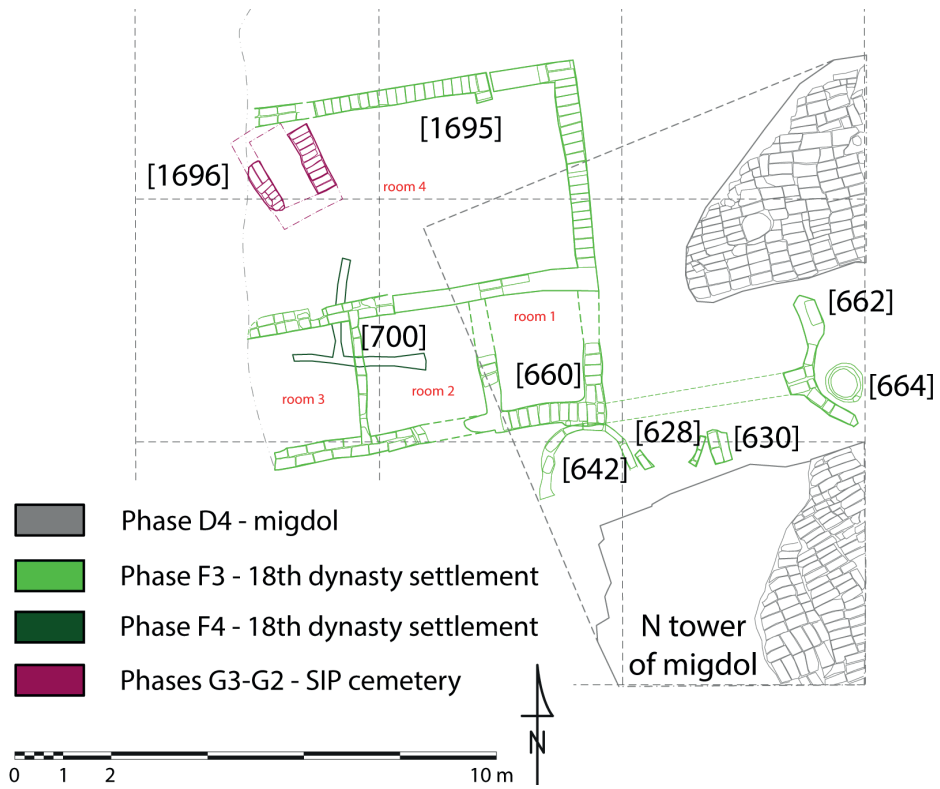 [1695]
[1696]
room 4
[662]
room 1
[700]
[660]
[664]
room 2
room 3
[628]
[630]
[642]
Phase D4 - migdol
Phase F3 - 18th dynasty settlement
Phase F4 - 18th dynasty settlement
Phases G3-G2 - SIP cemetery
N tower
of migdol
N
0 1 2 10 m